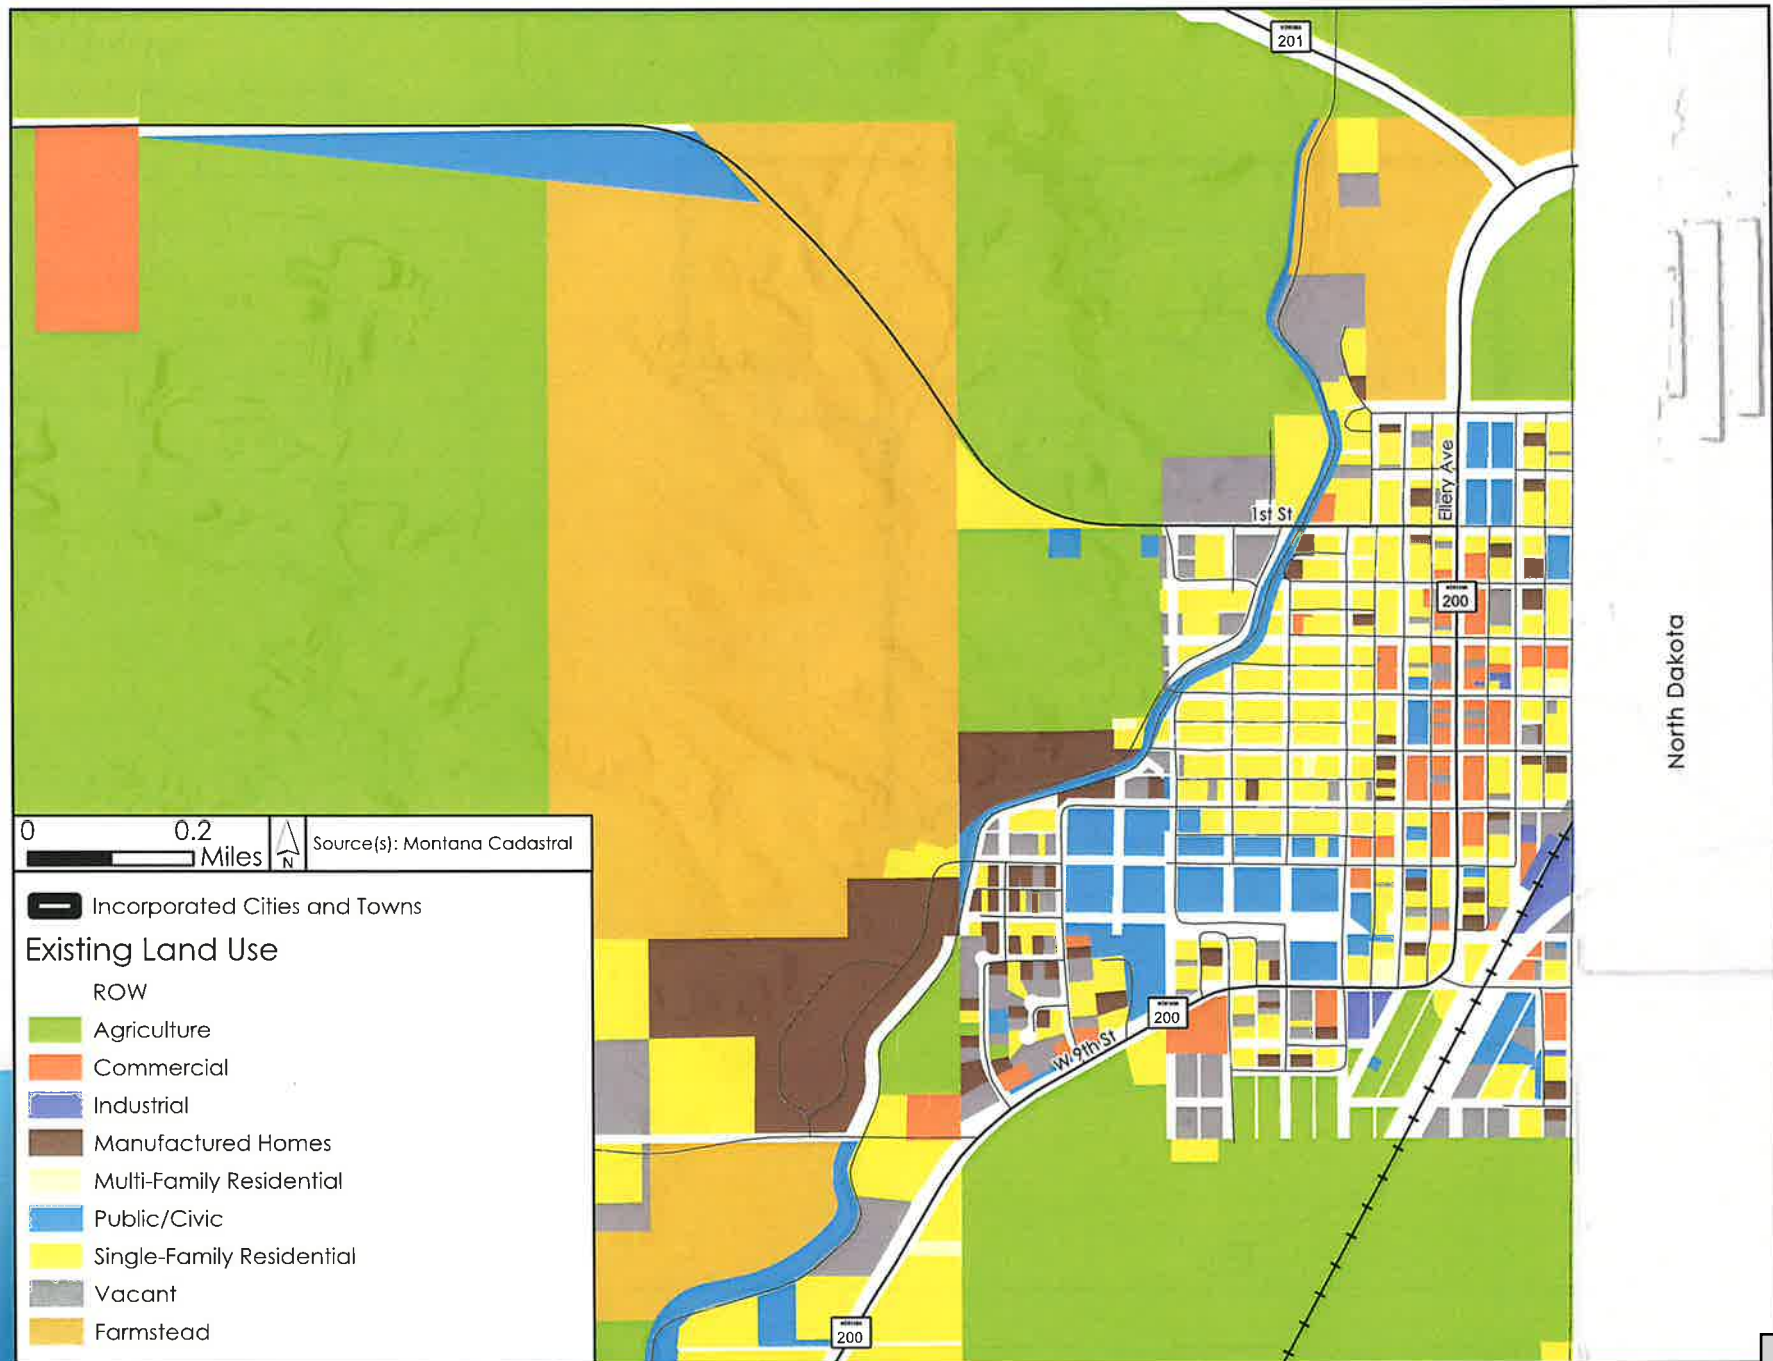 MONTANA
201
Ellery Ave
1st St
200
North Dakota
0 0.2
Miles
N
Source(s): Montana Cadastral
Incorporated Cities and Towns
Existing Land Use
ROW
Agriculture
Commercial
Industrial
Manufactured Homes
Multi-Family Residential
Public/Civic
Single-Family Residential
Vacant
Farmstead
200
W 9th St
200